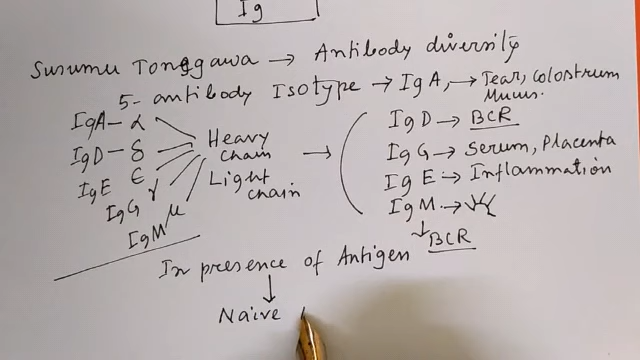 Ig
Susumu Tonegawa → Antibody diversity
5- antibody Isotype → IgA, → Tear, Colostrum
Mucus.
IgA - α
IgD - δ
IgE ϵ
IgG γ
IgM μ
Heavy
chain
Light
chain
→
IgD → BCR
IgG → Serum, Placenta
IgE → Inflammation
IgM →
↓ BCR
In presence of Antigen
↓
Naive